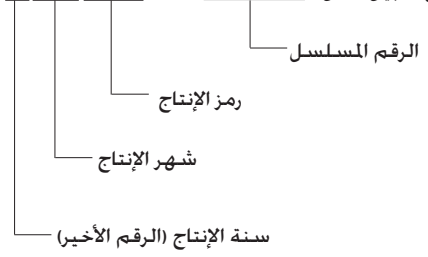 الرقم المسلسل
رمز الإنتاج
شهر الإنتاج
سنة الإنتاج (الرقم الأخير)